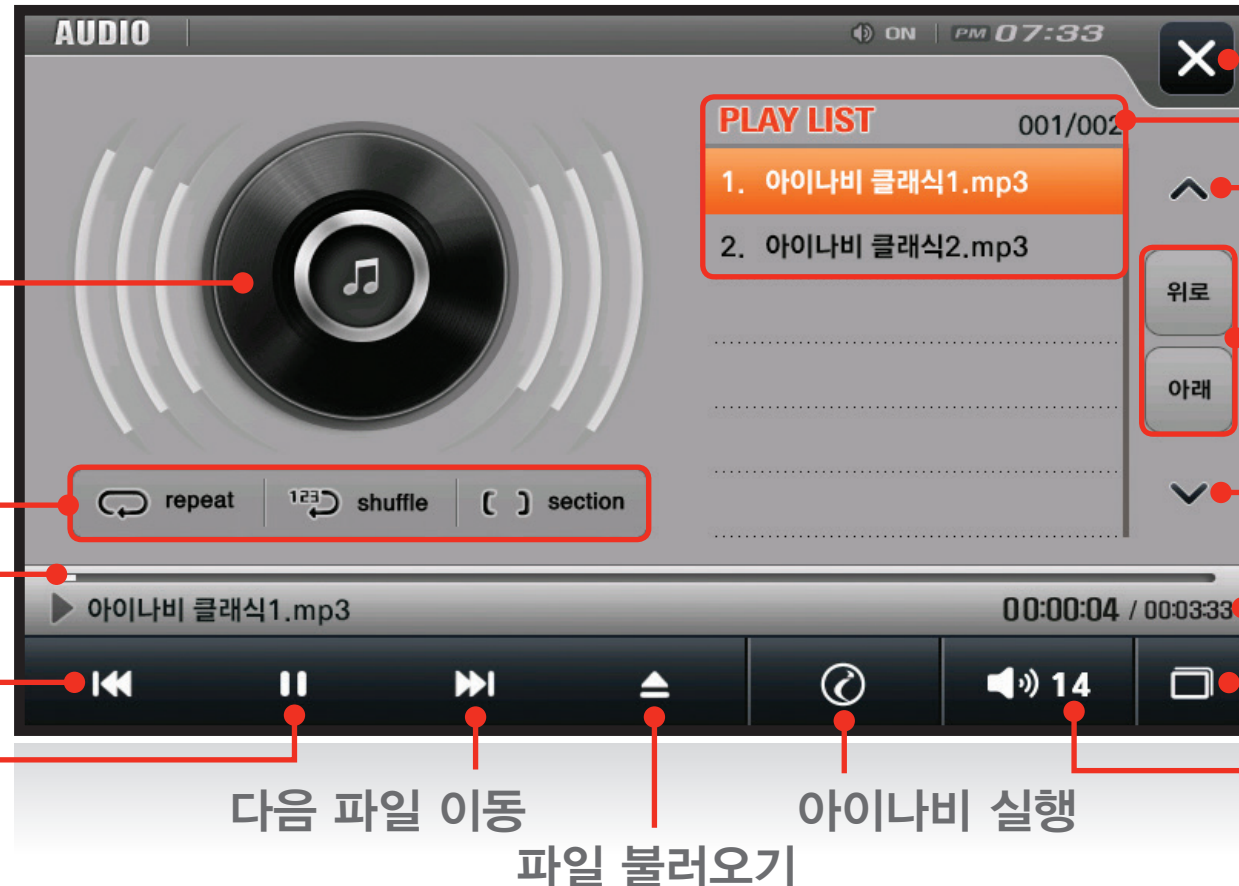 AUDIO
ON PM 07:33
PLAY LIST 001/002
1. 아이나비 클래식1.mp3
2. 아이나비 클래식2.mp3
위로
아래
repeat 123 shuffle [ ] section
아이나비 클래식1.mp3 00:00:04 / 00:03:33
14
다음 파일 이동
아이나비 실행
파일 불러오기